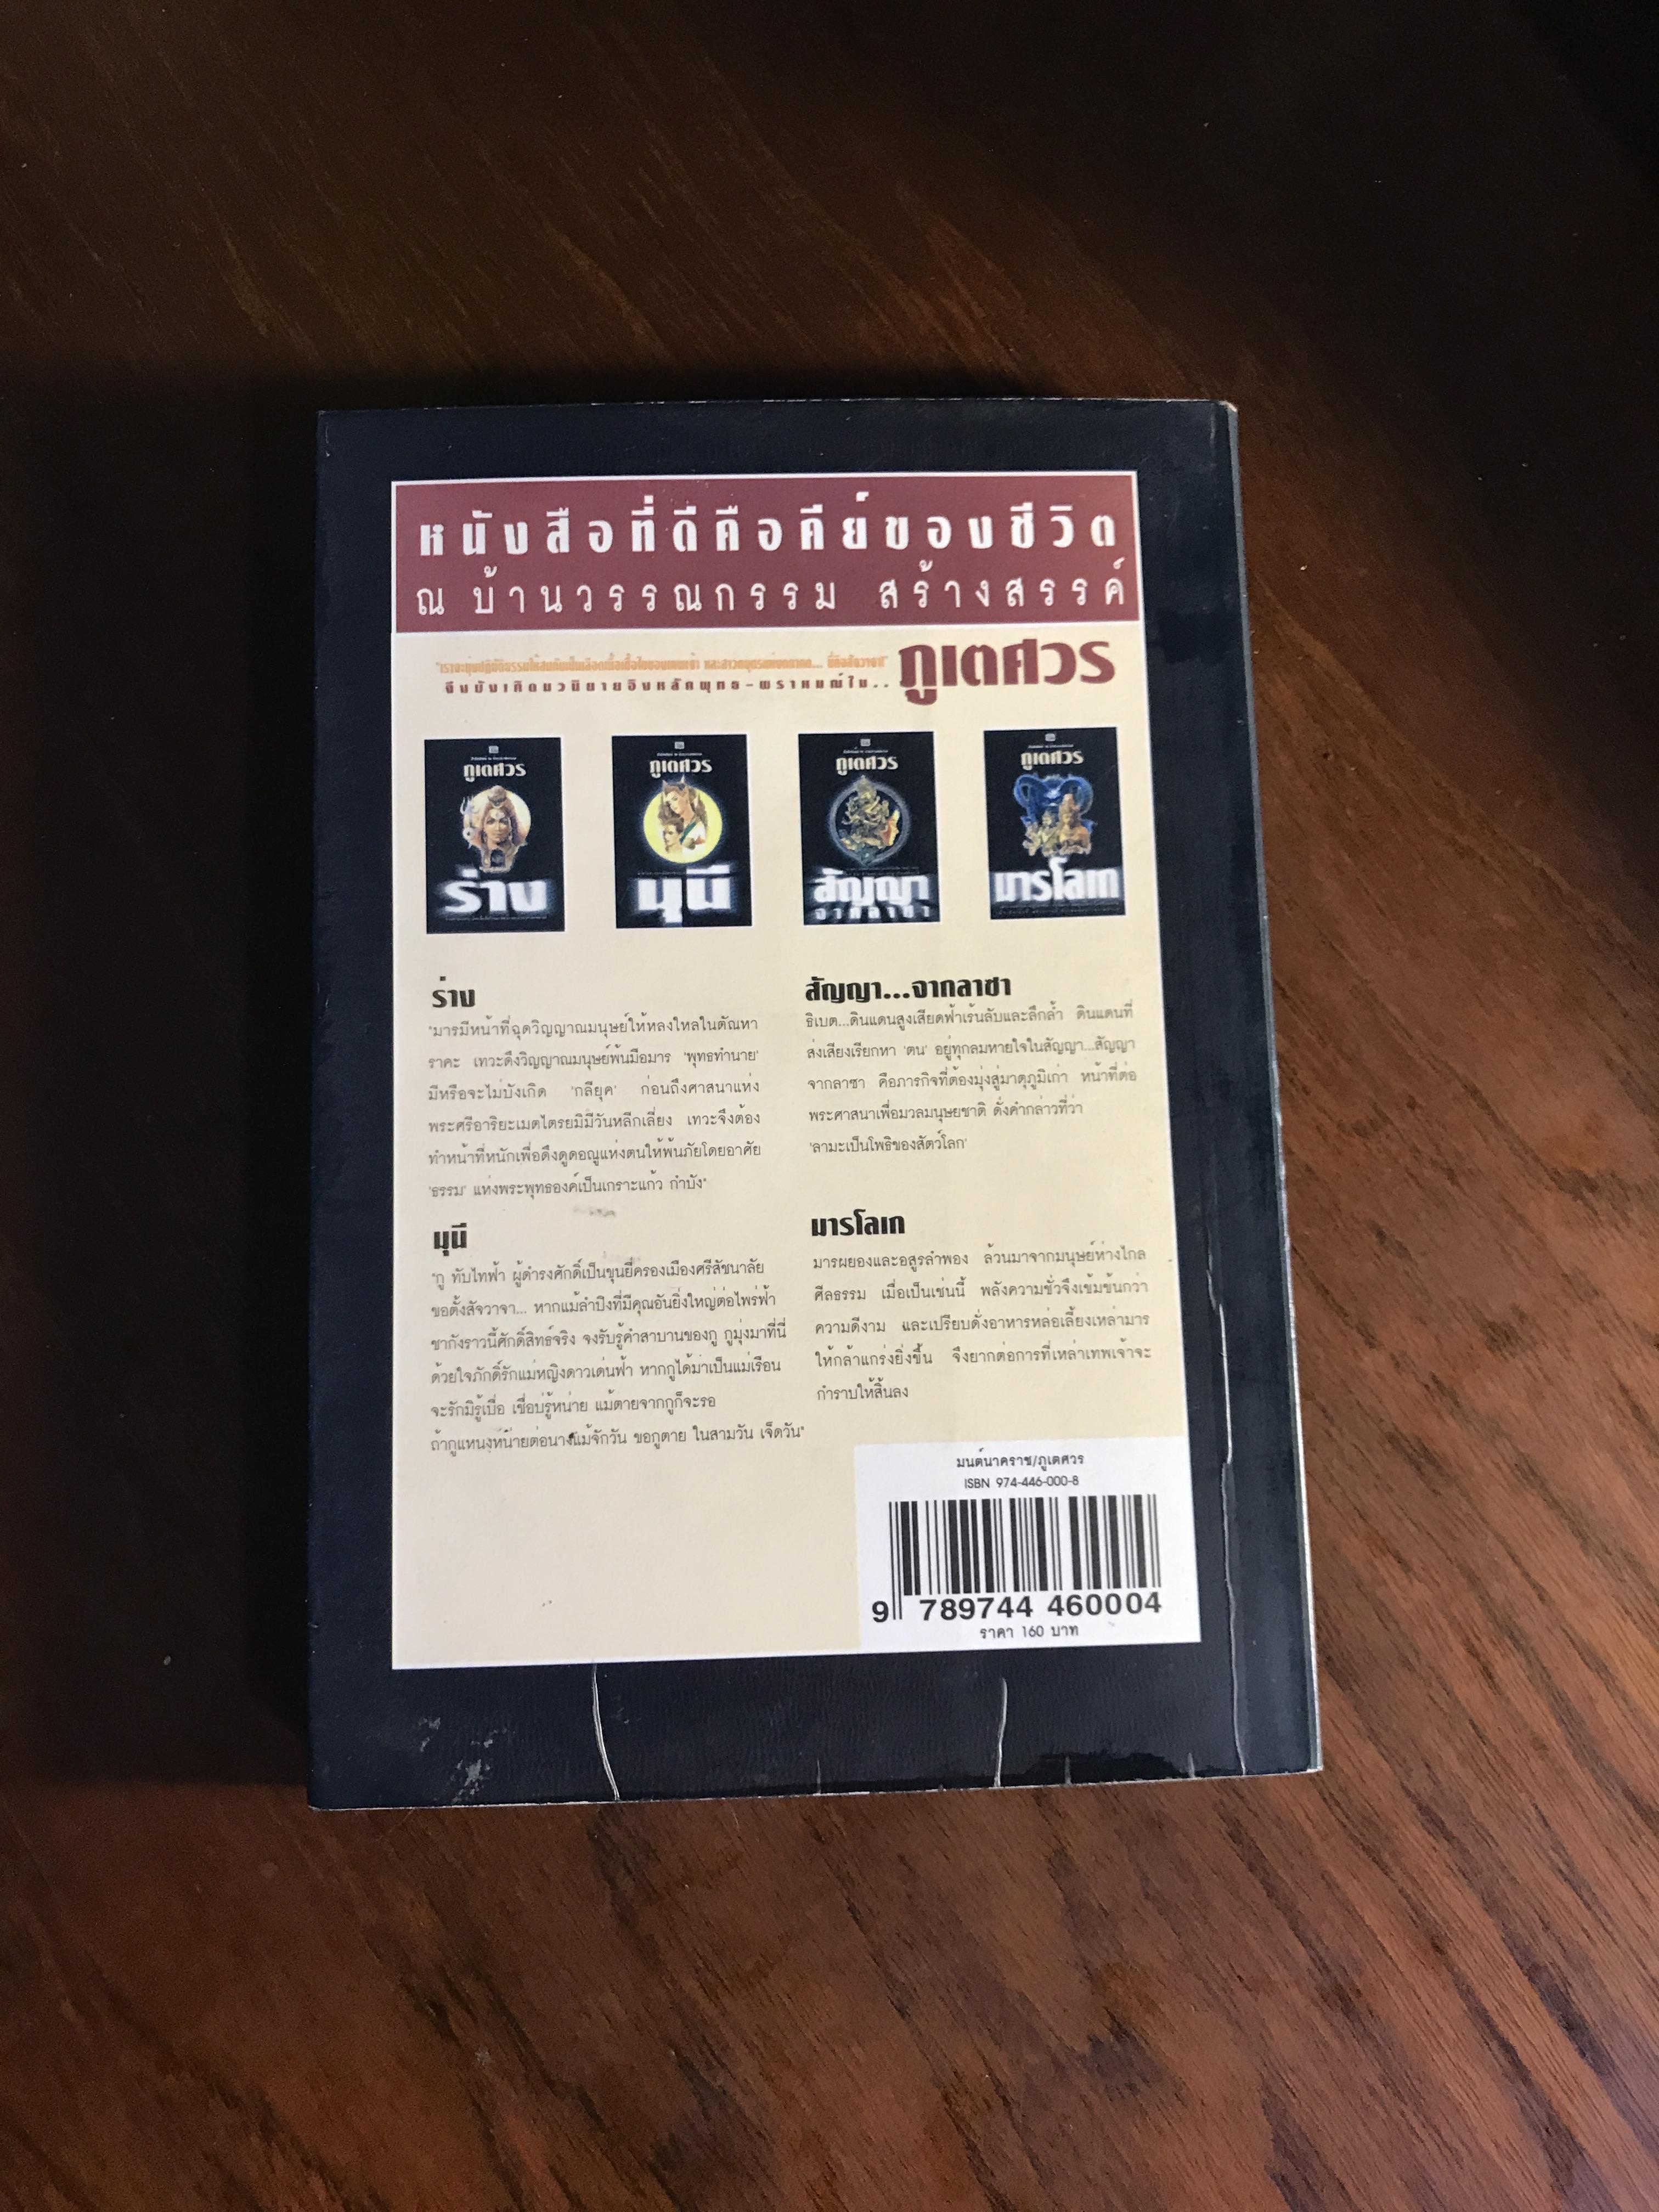 หนังสือที่ดีคือคีย์ของชีวิต
ณ บ้านวรรณกรรม สร้างสรรค์
ภูเตศวร
จึงบังเกิดนวนิยายอิงหลักพุทธ-พราหมณ์ใน..
ภูเตศวร
ร่าง
ภูเตศวร
มุนี
ภูเตศวร
สัญญา
จากลาซา
ภูเตศวร
มารโลเก
ร่าง
"มารมีหน้าที่ฉุดวิญญาณมนุษย์ให้หลงใหลในตัณหา
ราคะ เทวะดึงวิญญาณมนุษย์พ้นมือมาร 'พุทธทำนาย'
มีหรือจะไม่บังเกิด 'กลียุค' ก่อนถึงศาสนาแห่ง
พระศรีอาริยะเมตไตรยมิมีวันหลีกเลี่ยง เทวะจึงต้อง
ทำหน้าที่หนักเพื่อดึงดูดอณูแห่งตนให้พ้นภัยโดยอาศัย
'ธรรม' แห่งพระพุทธองค์เป็นเกราะแก้ว กำบัง"
มุนี
"กู ทับไทฟ้า ผู้ดำรงศักดิ์เป็นขุนยี่ครองเมืองศรีสัชนาลัย
ขอตั้งสัจวาจา... หากแม้ลำปิงที่มีคุณอันยิ่งใหญ่ต่อไพร่ฟ้า
ซากังราวนี้ศักดิ์สิทธ์จริง จงรับรู้คำสาบานของกู กูมุ่งมาที่นี่
ด้วยใจภักดิ์รักแม่หญิงดาวเด่นฟ้า หากกูได้มาเป็นแม่เรือน
จะรักมิรู้เบื่อ เชื่อบ่รู้หน่าย แม้ตายจากกูก็จะรอ
ถ้ากูแหนงหน่ายต่อนางแม้จักวัน ขอกูตาย ในสามวัน เจ็ดวัน"
สัญญา...จากลาซา
ธิเบต...ดินแดนสูงเสียดฟ้าเร้นลับและลึกล้ำ ดินแดนที่
ส่งเสียงเรียกหา 'ตน' อยู่ทุกลมหายใจในสัญญา...สัญญา
จากลาซา คือภารกิจที่ต้องมุ่งสู่มาตุภูมิเก่า หน้าที่ต่อ
พระศาสนาเพื่อมวลมนุษยชาติ ดั่งคำกล่าวที่ว่า
'ลามะเป็นโพธิของสัตว์โลก'
มารโลเก
มารผยองและอสูรลำพอง ล้วนมาจากมนุษย์ห่างไกล
ศีลธรรม เมื่อเป็นเช่นนี้ พลังความชั่วจึงเข้มข้นกว่า
ความดีงาม และเปรียบดั่งอาหารหล่อเลี้ยงเหล่ามาร
ให้กล้าแกร่งยิ่งขึ้น จึงยากต่อการที่เหล่าเทพเจ้าจะ
กำราบให้สิ้นลง
มนต์นาคราช/ภูเตศวร
ISBN 974-446-000-8
9 789744 460004
ราคา 160 บาท